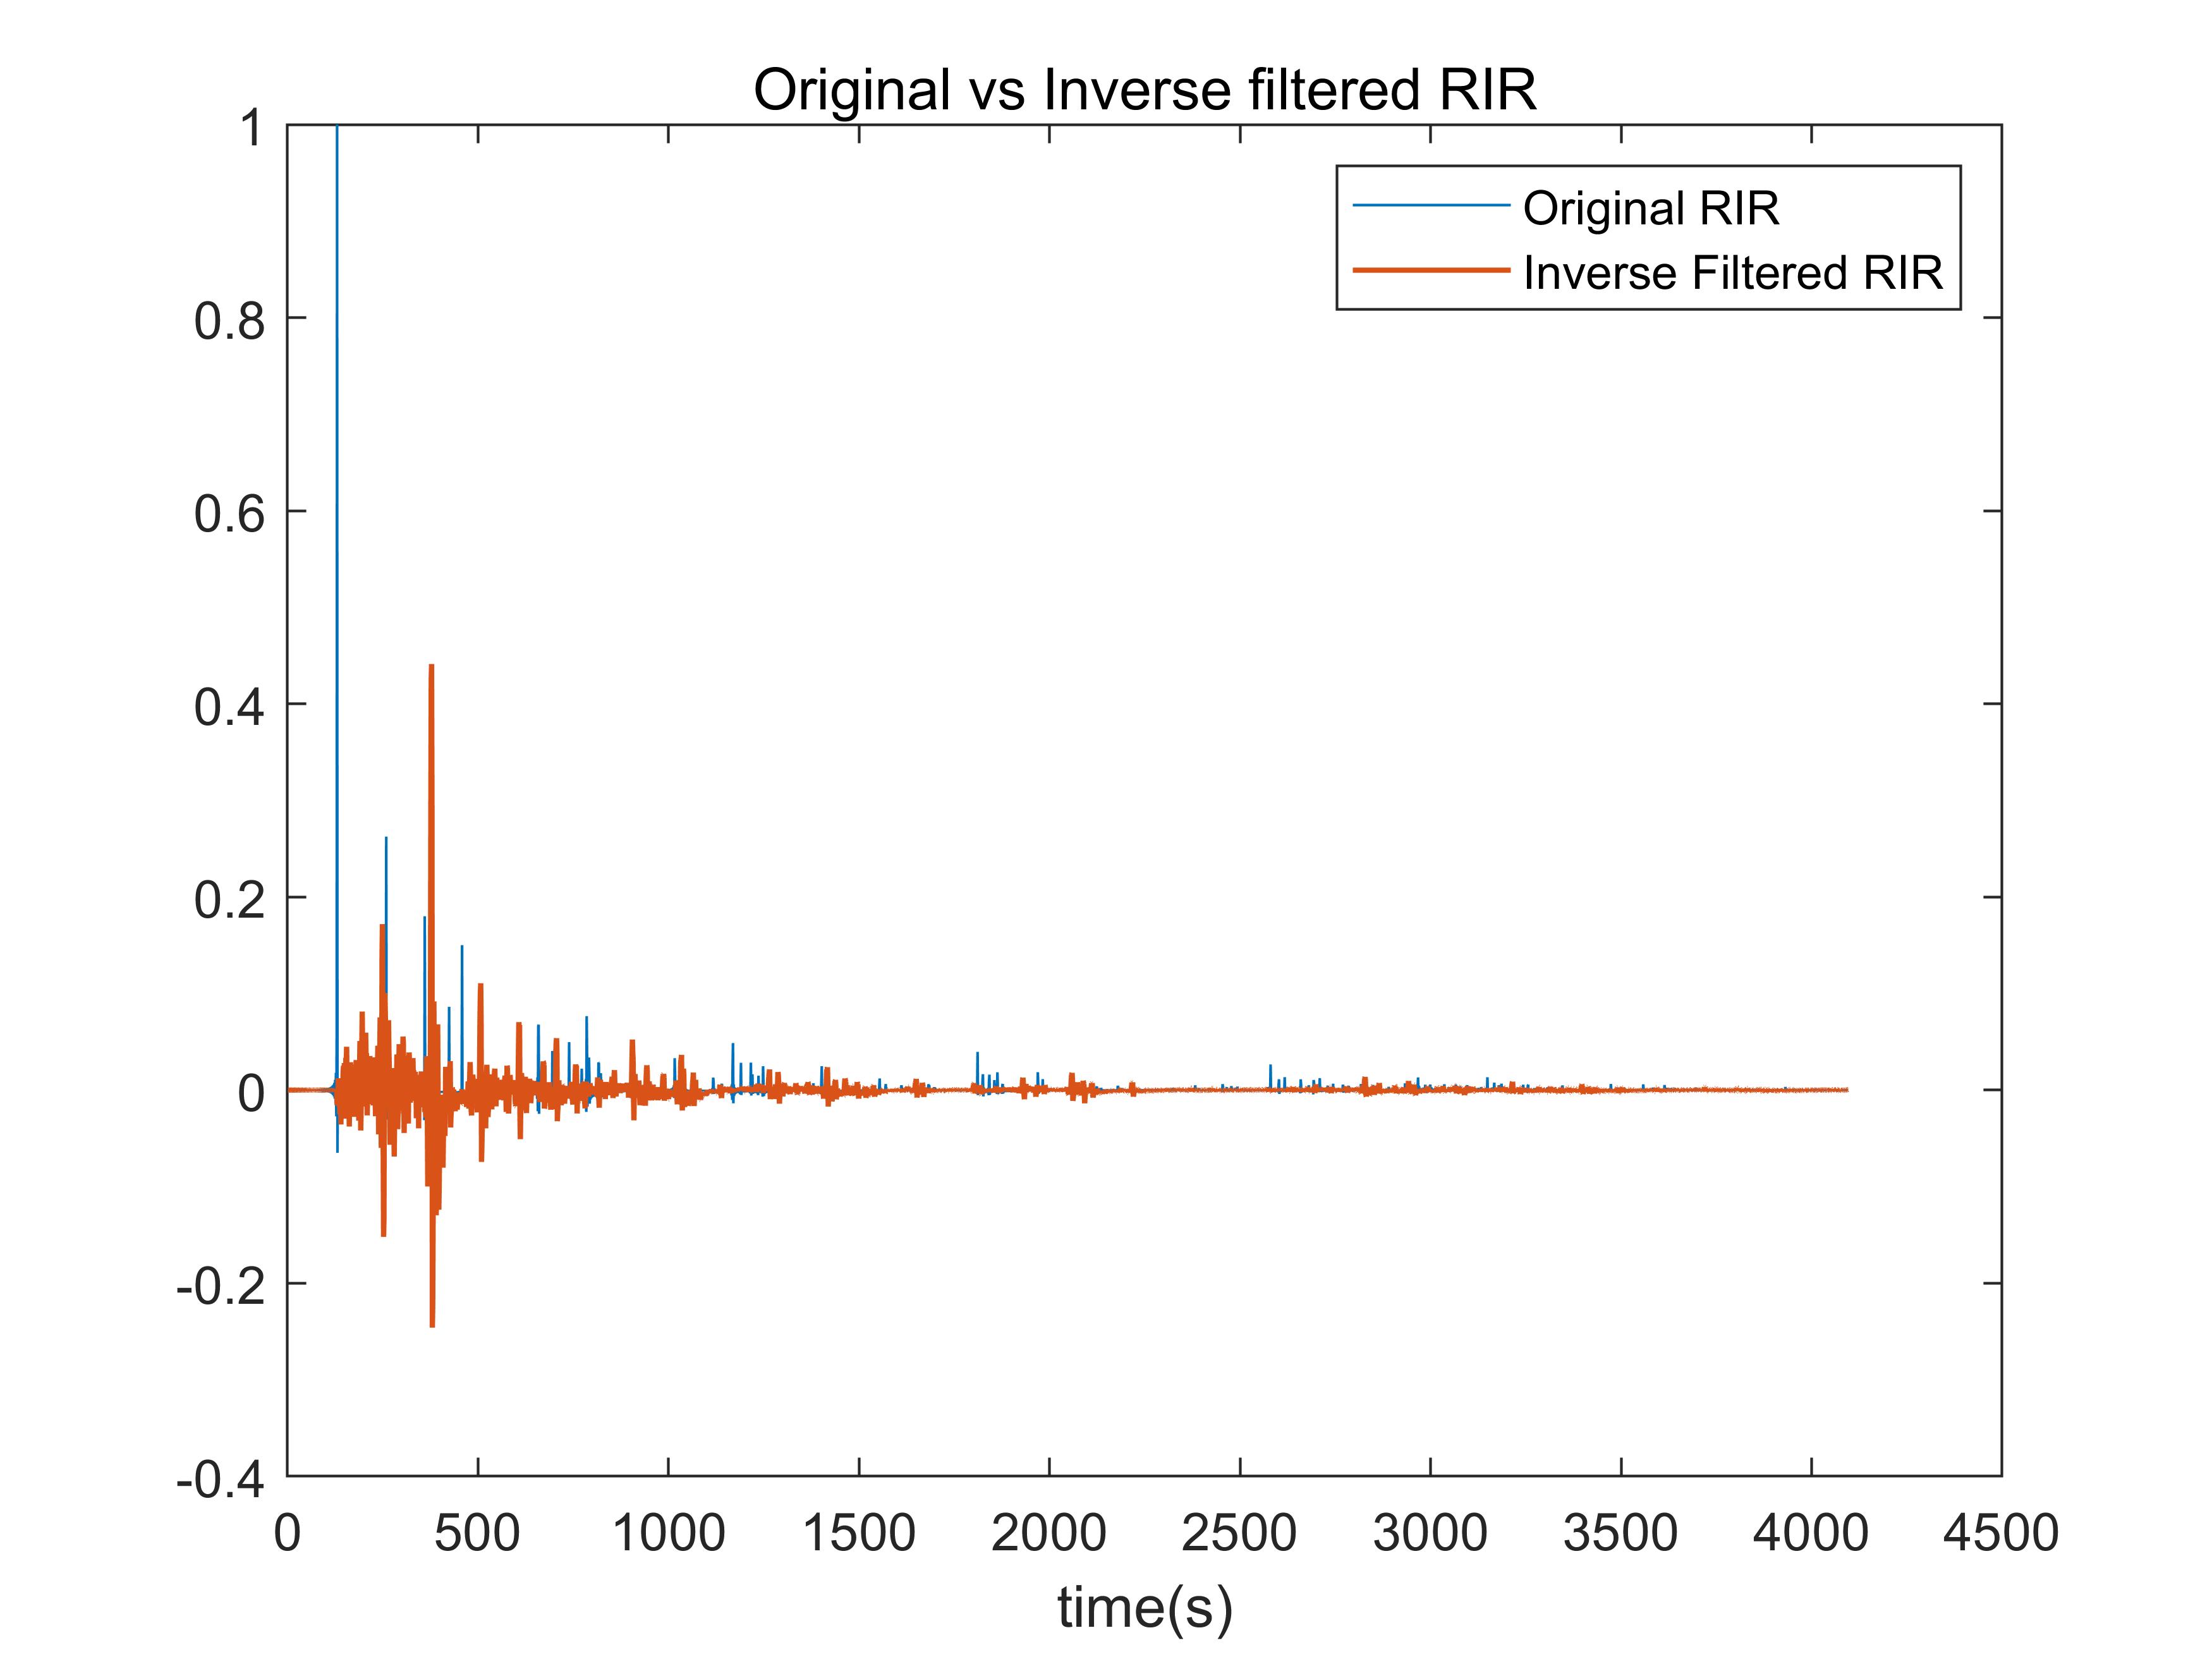 Original vs Inverse filtered RIR
1
0.8
0.6
0.4
0.2
0
-0.2
-0.4
Original RIR
Inverse Filtered RIR
0 500 1000 1500 2000 2500 3000 3500 4000 4500
time(s)